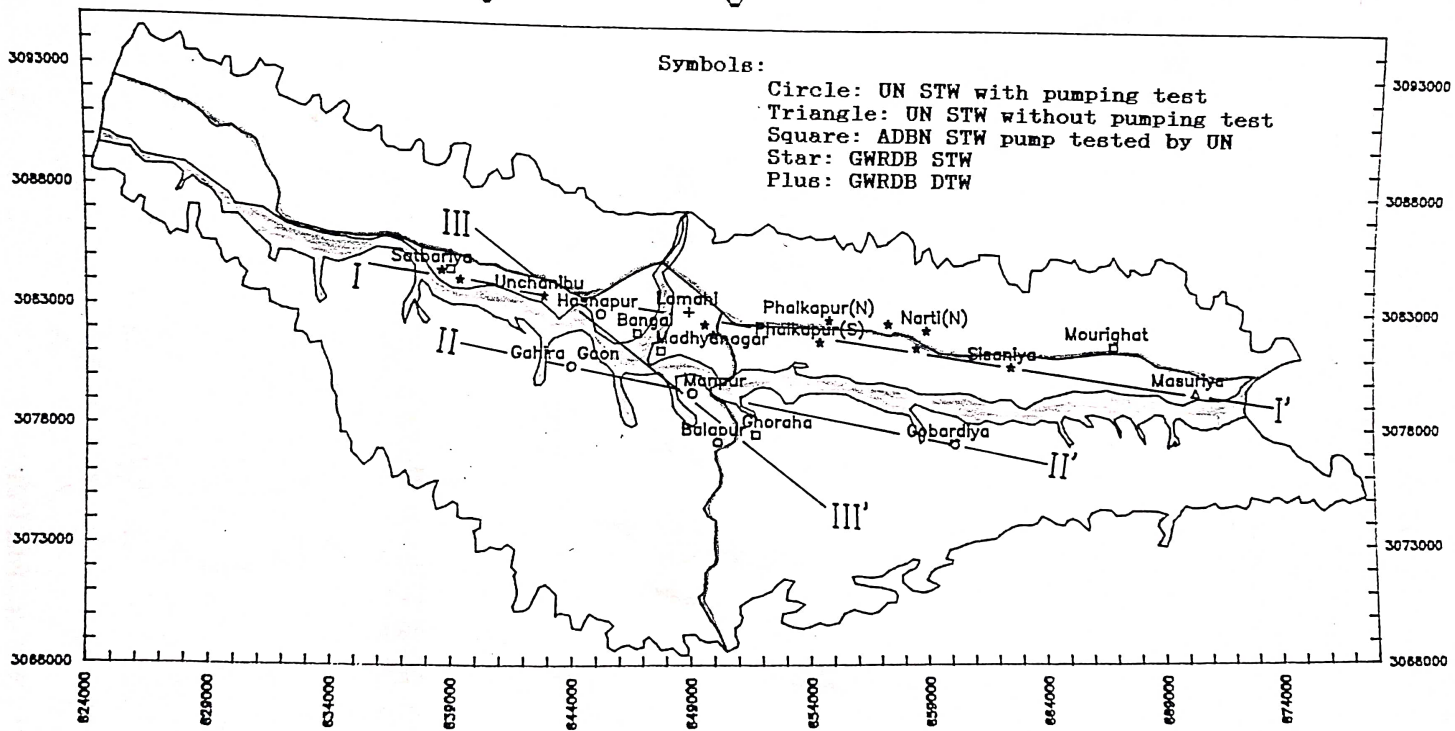 Symbols:
Circle: UN STW with pumping test
Triangle: UN STW without pumping test
Square: ADBN STW pump tested by UN
Star: GWRDB STW
Plus: GWRDB DTW
3093000
3088000
3083000
3078000
3073000
3068000
3093000
3088000
3083000
3078000
3073000
3068000
III
Satbariya
I
Unchanibu
Hasnapur
Lamahi
Phalkapur(N)
Narti(N)
Bangai
Phalkapur(S)
Madhyanagar
Mourighat
II
Gahira Gaon
Sisaniya
Manpur
Masuriya
I'
Balapur
Ghoraha
Gobardiya
II'
III'
624000
629000
634000
639000
644000
649000
654000
659000
664000
669000
674000